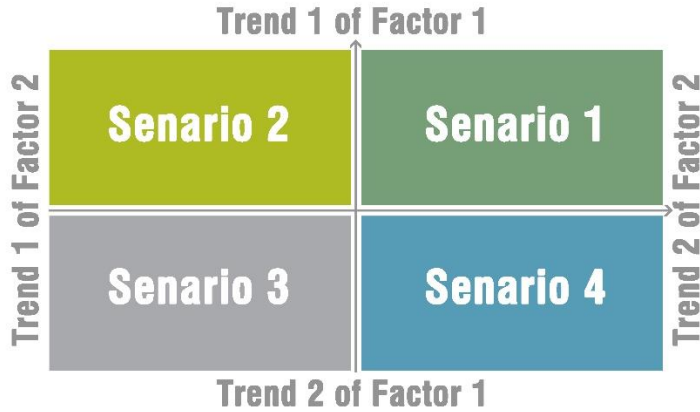 Trend 1 of Factor 1
Trend 1 of Factor 2
Senario 2
Senario 1
Trend 2 of Factor 2
Senario 3
Senario 4
Trend 2 of Factor 1